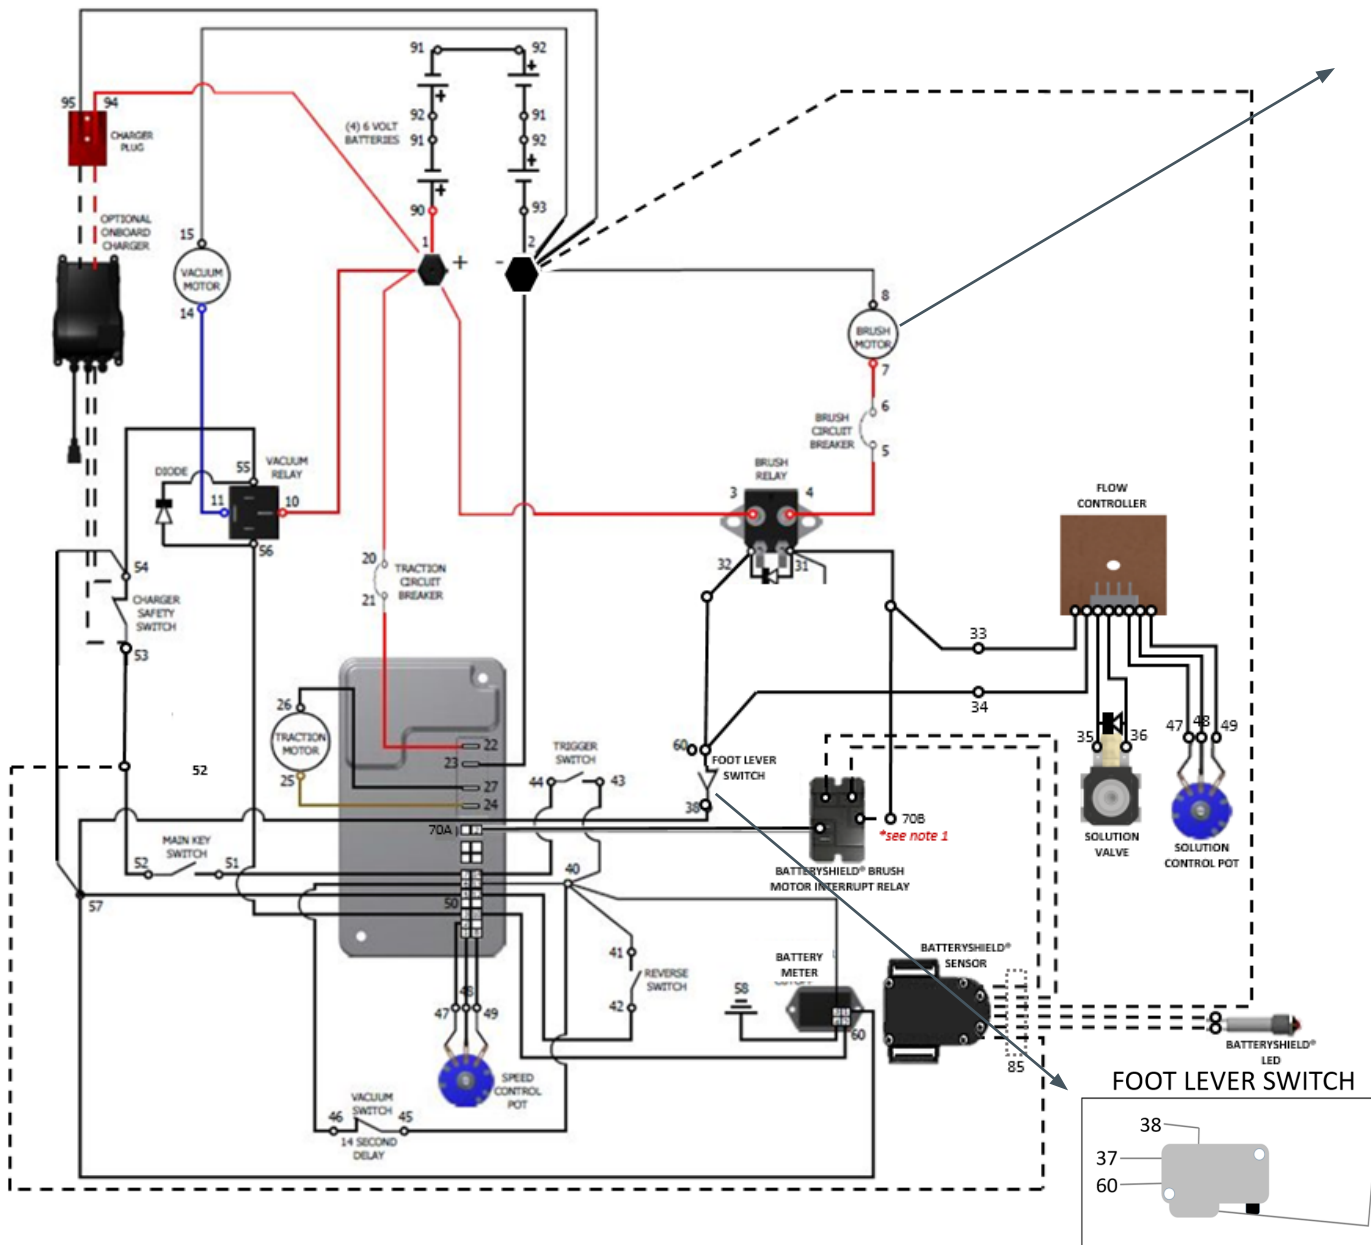 91
92
+
+
95
94
CHARGER
PLUG
(4) 6 VOLT
BATTERIES
92
91
91
92
+
+
90
93
OPTIONAL
ONBOARD
CHARGER
15
1
+
-
2
VACUUM
MOTOR
14
8
BRUSH
MOTOR
7
6
BRUSH
CIRCUIT
BREAKER
5
DIODE
55
VACUUM
RELAY
11
10
56
BRUSH
RELAY
3
4
32
31
FLOW
CONTROLLER
20
TRACTION
CIRCUIT
BREAKER
21
54
CHARGER
SAFETY
SWITCH
53
33
34
26
TRACTION
MOTOR
25
22
23
27
24
52
TRIGGER
SWITCH
44
43
60
FOOT LEVER
SWITCH
38
35
36
47
48
49
SOLUTION
VALVE
SOLUTION
CONTROL POT
70A
70B
*see note 1
BATTERYSHIELD® BRUSH
MOTOR INTERRUPT RELAY
MAIN KEY
SWITCH
52
51
40
57
50
41
REVERSE
SWITCH
42
58
BATTERY
METER
60
BATTERYSHIELD®
SENSOR
85
BATTERYSHIELD®
LED
47
48
49
SPEED
CONTROL
POT
VACUUM
SWITCH
46
45
14 SECOND
DELAY
FOOT LEVER SWITCH
38
37
60